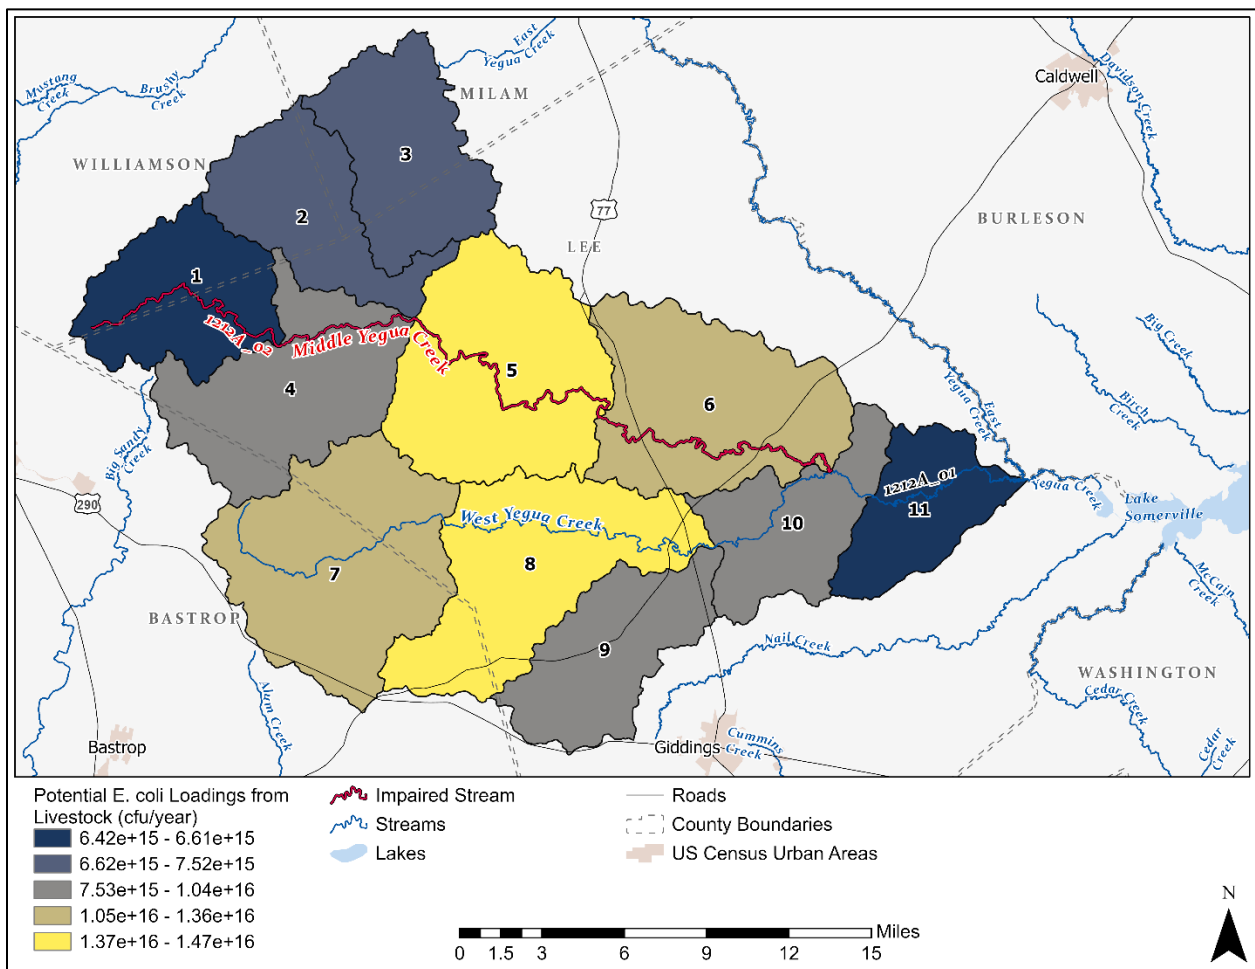 East
Yegua Creek
Mustang
Creek
Brushy
Creek
MILAM
Caldwell
Davidson Creek
WILLIAMSON
3
2
77
BURLESON
LEE
1
1212A_02
Middle Yegua Creek
5
4
6
Big Creek
Birch
Creek
East
Yegua Creek
Big Sandy
Creek
290
1212A_01
Yegua Creek
Lake
Somerville
11
West Yegua Creek
10
7
8
McCain
Creek
BASTROP
9
Nail Creek
WASHINGTON
Cedar Creek
Alum Creek
Bastrop
Giddings
Cummins
Creek
Cedar
Creek
Potential E. coli Loadings from
Livestock (cfu/year)
6.42e+15 - 6.61e+15
6.62e+15 - 7.52e+15
7.53e+15 - 1.04e+16
1.05e+16 - 1.36e+16
1.37e+16 - 1.47e+16
Impaired Stream
Streams
Lakes
Roads
County Boundaries
US Census Urban Areas
N
Miles
0 1.5 3 6 9 12 15